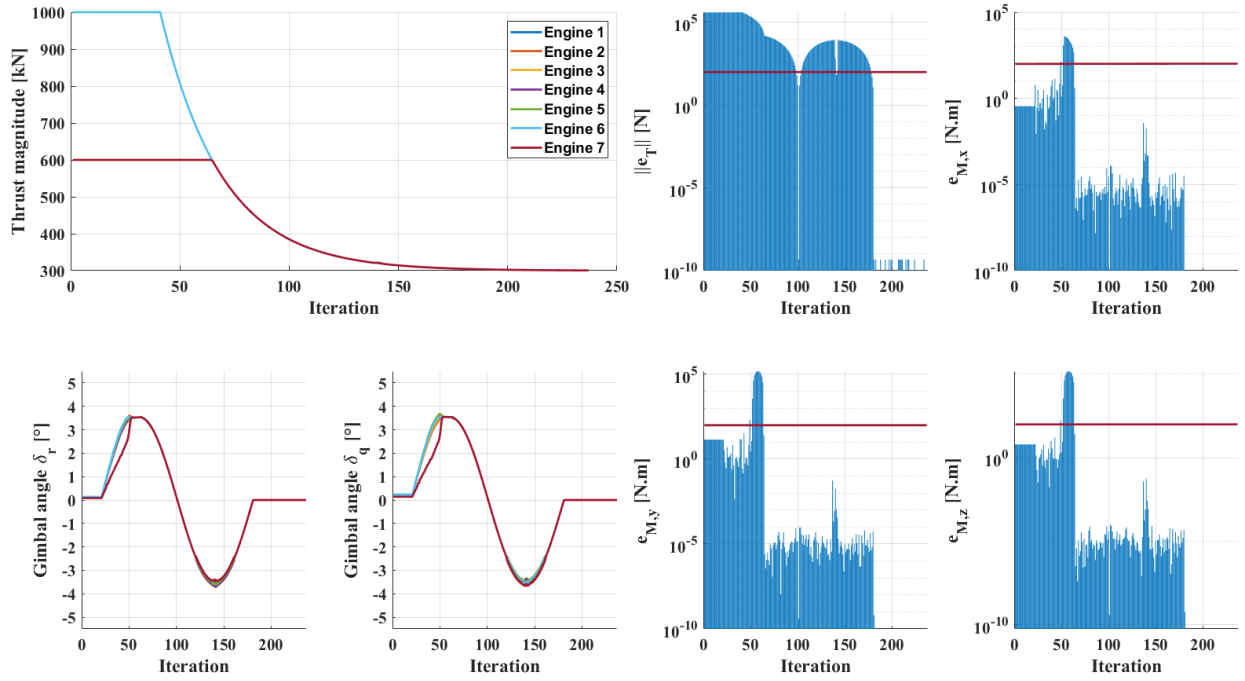 1000
900
800
700
600
500
400
300
Thrust magnitude [kN]
0 50 100 150 200 250
Iteration
Engine 1
Engine 2
Engine 3
Engine 4
Engine 5
Engine 6
Engine 7
10^5
10^0
10^-5
10^-10
||e_T|| [N]
0 50 100 150 200
Iteration
10^5
10^0
10^-5
10^-10
e_M,x [N.m]
0 50 100 150 200
Iteration
5
4
3
2
1
0
-1
-2
-3
-4
-5
Gimbal angle δ_r [°]
0 50 100 150 200
Iteration
5
4
3
2
1
0
-1
-2
-3
-4
-5
Gimbal angle δ_q [°]
0 50 100 150 200
Iteration
10^5
10^0
10^-5
10^-10
e_M,y [N.m]
0 50 100 150 200
Iteration
10^0
10^-5
10^-10
e_M,z [N.m]
0 50 100 150 200
Iteration